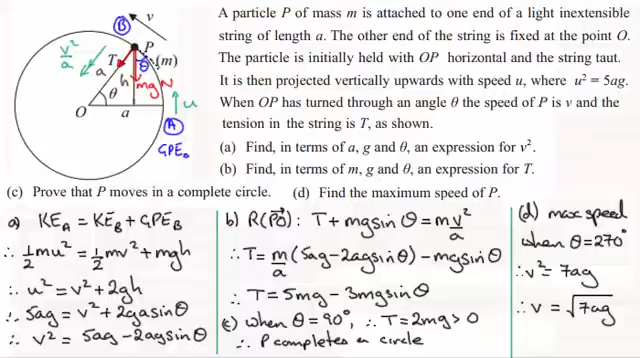 A particle P of mass m is attached to one end of a light inextensible
string of length a. The other end of the string is fixed at the point O.
The particle is initially held with OP horizontal and the string taut.
It is then projected vertically upwards with speed u, where u² = 5ag.
When OP has turned through an angle θ the speed of P is v and the
tension in the string is T, as shown.
(a) Find, in terms of a, g and θ, an expression for v².
(b) Find, in terms of m, g and θ, an expression for T.
(c) Prove that P moves in a complete circle. (d) Find the maximum speed of P.
B
v
v²/a
T
P
θ
(m)
a
h
mg N
θ
u
O
a
A
GPE₀
a) KE_A = KE_B + GPE_B
∴ ½mu² = ½mv² + mgh
∴ u² = v² + 2gh
∴ 5ag = v² + 2gasinθ
∴ v² = 5ag - 2agsinθ
b) R(PO): T + mgsinθ = mv²/a
∴ T = m/a (5ag - 2agsinθ) - mgsinθ
∴ T = 5mg - 3mgsinθ
(c) when θ = 90°, ∴ T = 2mg > 0
∴ P completes a circle
(d) max speed
when θ = 270°
∴ v² = 7ag
∴ v = √7ag